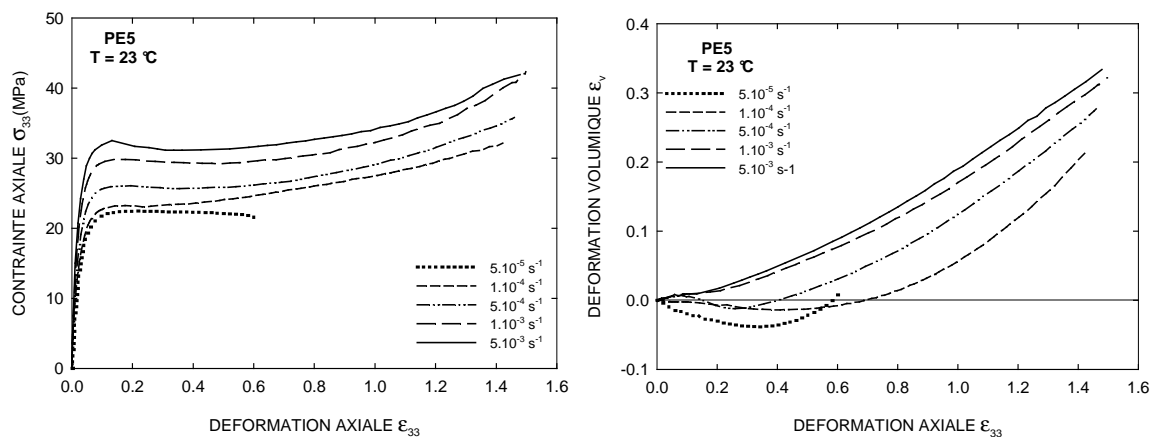 50
40
30
20
10
0
CONTRAINTE AXIALE σ33(MPa)
PE5
T = 23 °C
5.10-5 s-1
1.10-4 s-1
5.10-4 s-1
1.10-3 s-1
5.10-3 s-1
0.0 0.2 0.4 0.6 0.8 1.0 1.2 1.4 1.6
DEFORMATION AXIALE ε33
0.4
0.3
0.2
0.1
0.0
-0.1
DEFORMATION VOLUMIQUE εv
PE5
T = 23 °C
5.10-5 s-1
1.10-4 s-1
5.10-4 s-1
1.10-3 s-1
5.10-3 s-1
0.0 0.2 0.4 0.6 0.8 1.0 1.2 1.4 1.6
DEFORMATION AXIALE ε33